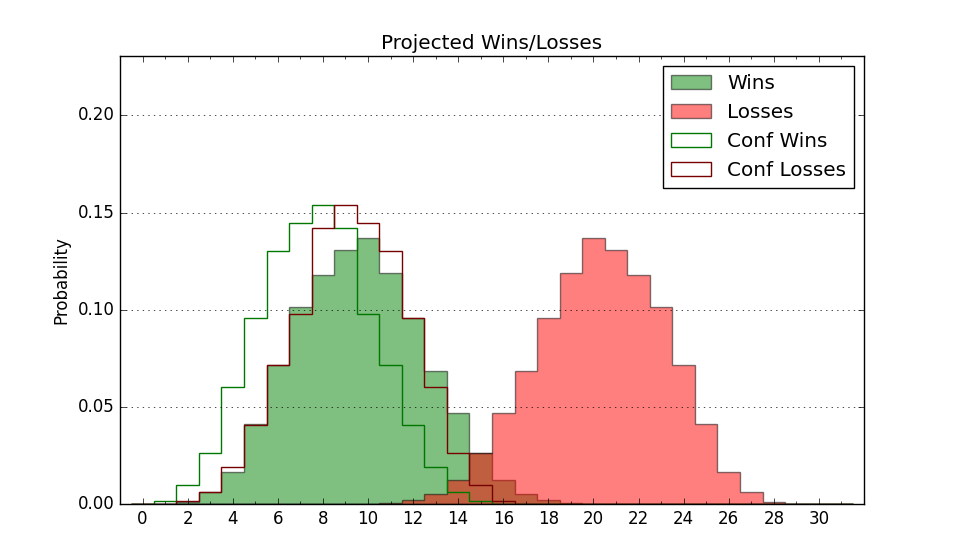 Projected Wins/Losses
Wins
Losses
Conf Wins
Conf Losses
Probability
0.20
0.15
0.10
0.05
0.00
0 2 4 6 8 10 12 14 16 18 20 22 24 26 28 30